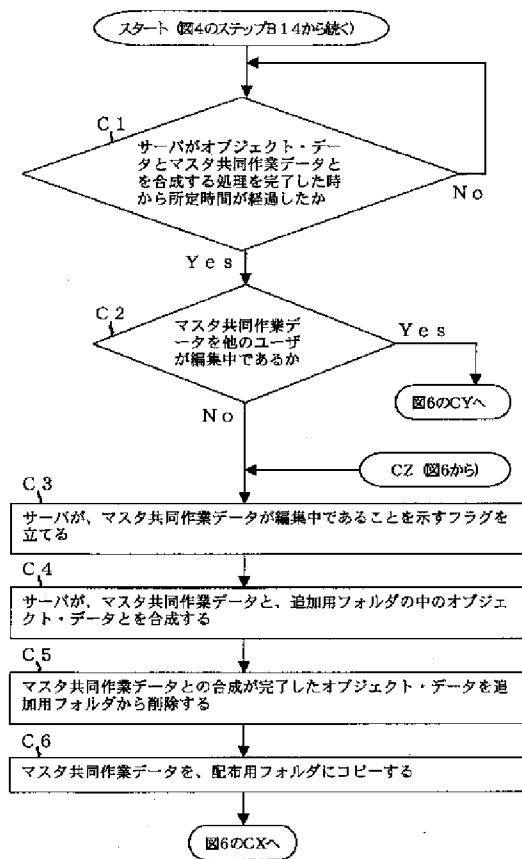 スタート（図4のステップB14から続く）
C1
サーバがオブジェクト・デー
タとマスタ共同作業データと
を合成する処理を完了した時
から所定時間が経過したか
No
Yes
C2
マスタ共同作業デ
ータを他のユーザ
が編集中であるか
Yes
図6のCYへ
No
CZ（図6から）
C3
サーバが、マスタ共同作業データが編集中であることを示すフラグを
立てる
C4
サーバが、マスタ共同作業データと、追加用フォルダの中のオブジェ
クト・データとを合成する
C5
マスタ共同作業データとの合成が完了したオブジェクト・データを追
加用フォルダから削除する
C6
マスタ共同作業データを、配布用フォルダにコピーする
図6のCXへ